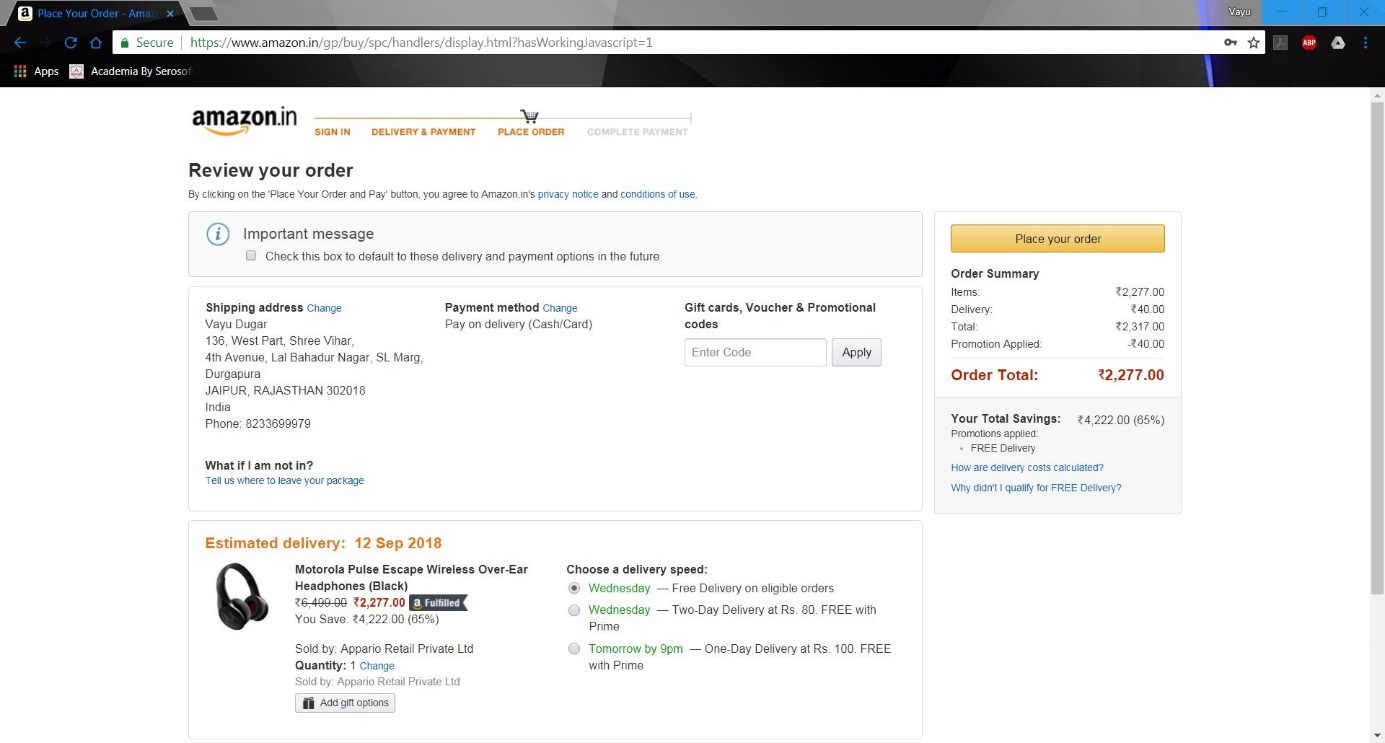 Place Your Order - Amaz
Vayu
Secure
https://www.amazon.in/gp/buy/spc/handlers/display.html?hasWorkingJavascript=1
ABP
Apps
Academia By Serosof
amazon.in
SIGN IN
DELIVERY & PAYMENT
PLACE ORDER
COMPLETE PAYMENT
Review your order
By clicking on the 'Place Your Order and Pay' button, you agree to Amazon.in's privacy notice and conditions of use.
Important message
Check this box to default to these delivery and payment options in the future.
Shipping address Change
Vayu Dugar
136, West Part, Shree Vihar,
4th Avenue, Lal Bahadur Nagar, SL Marg,
Durgapura
JAIPUR, RAJASTHAN 302018
India
Phone: 8233699979
What if I am not in?
Tell us where to leave your package
Payment method Change
Pay on delivery (Cash/Card)
Gift cards, Voucher & Promotional
codes
Enter Code
Apply
Place your order
Order Summary
Items: ₹2,277.00
Delivery: ₹40.00
Total: ₹2,317.00
Promotion Applied: -₹40.00
Order Total: ₹2,277.00
Your Total Savings: ₹4,222.00 (65%)
Promotions applied:
FREE Delivery
How are delivery costs calculated?
Why didn't I qualify for FREE Delivery?
Estimated delivery: 12 Sep 2018
Motorola Pulse Escape Wireless Over-Ear
Headphones (Black)
₹6,499.00 ₹2,277.00 a Fulfilled
You Save: ₹4,222.00 (65%)
Sold by: Appario Retail Private Ltd
Quantity: 1 Change
Sold by: Appario Retail Private Ltd
Add gift options
Choose a delivery speed:
Wednesday — Free Delivery on eligible orders
Wednesday — Two-Day Delivery at Rs. 80. FREE with
Prime
Tomorrow by 9pm — One-Day Delivery at Rs. 100. FREE
with Prime